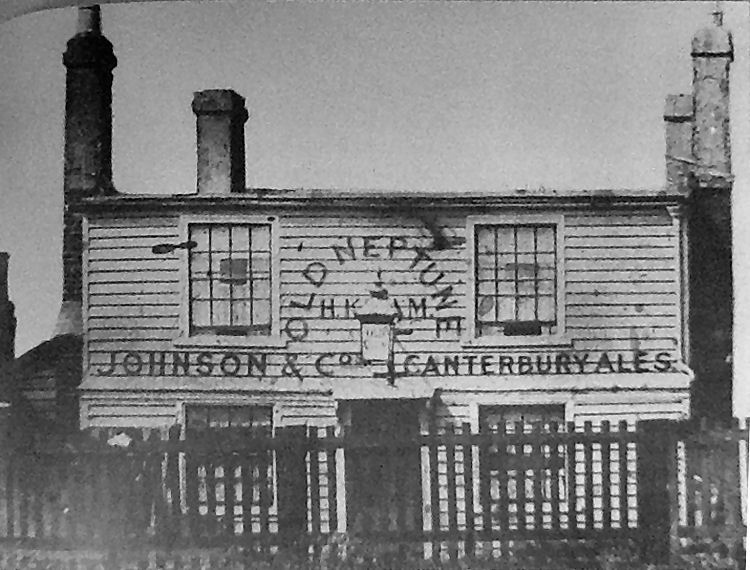 OLD NEPTUNE
H.K. M.
JOHNSON & Co. CANTERBURY ALES